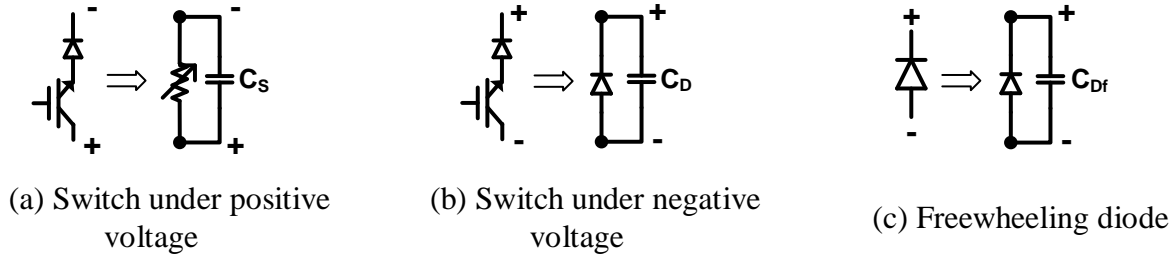 - - + + + +
C_S C_D C_Df
+ + - - - -
(a) Switch under positive (b) Switch under negative (c) Freewheeling diode
voltage voltage